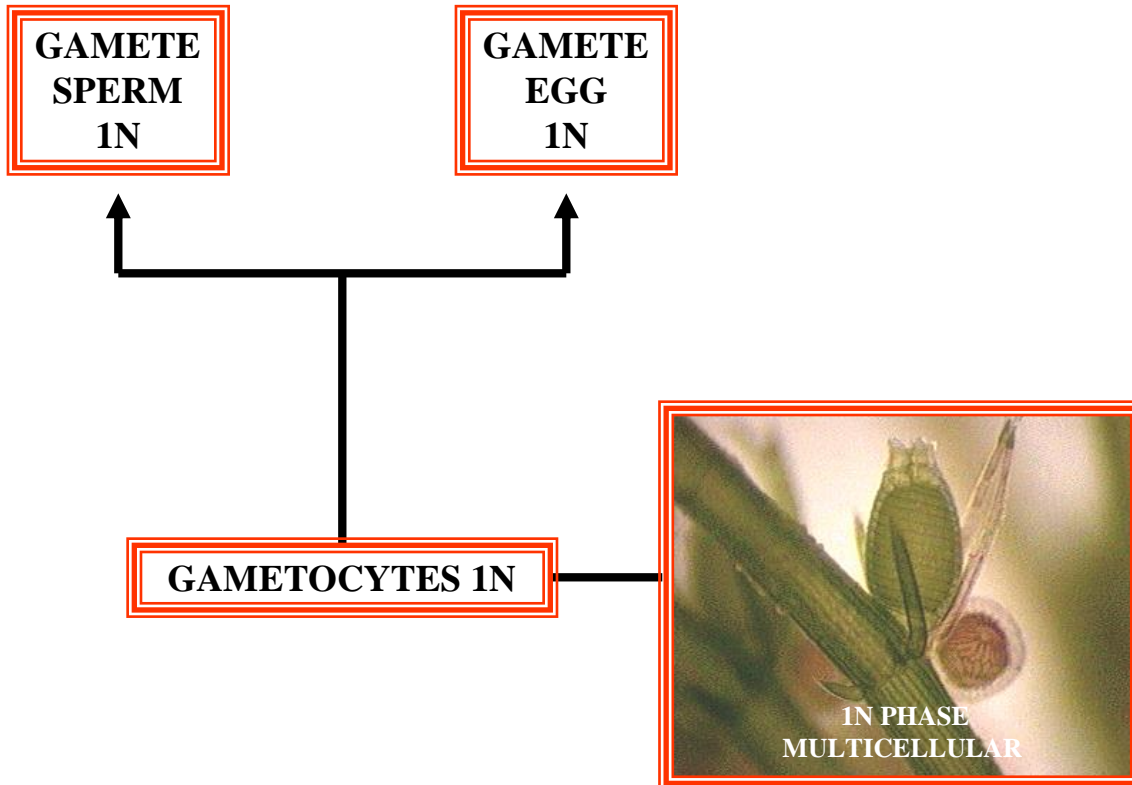 GAMETE
SPERM
1N
GAMETE
EGG
1N
GAMETOCYTES 1N
1N PHASE
MULTICELLULAR